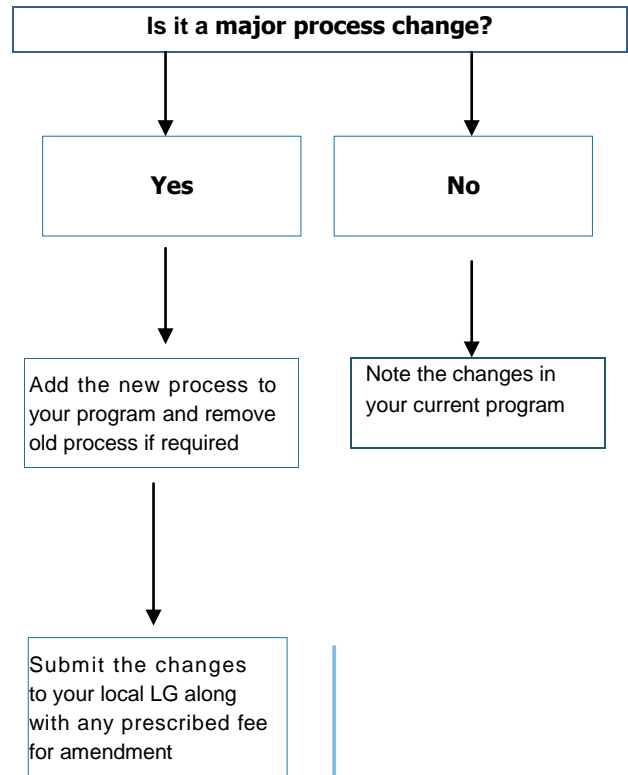 Is it a major process change?
Yes
No
Add the new process to
your program and remove
old process if required
Note the changes in
your current program
Submit the changes
to your local LG along
with any prescribed fee
for amendment